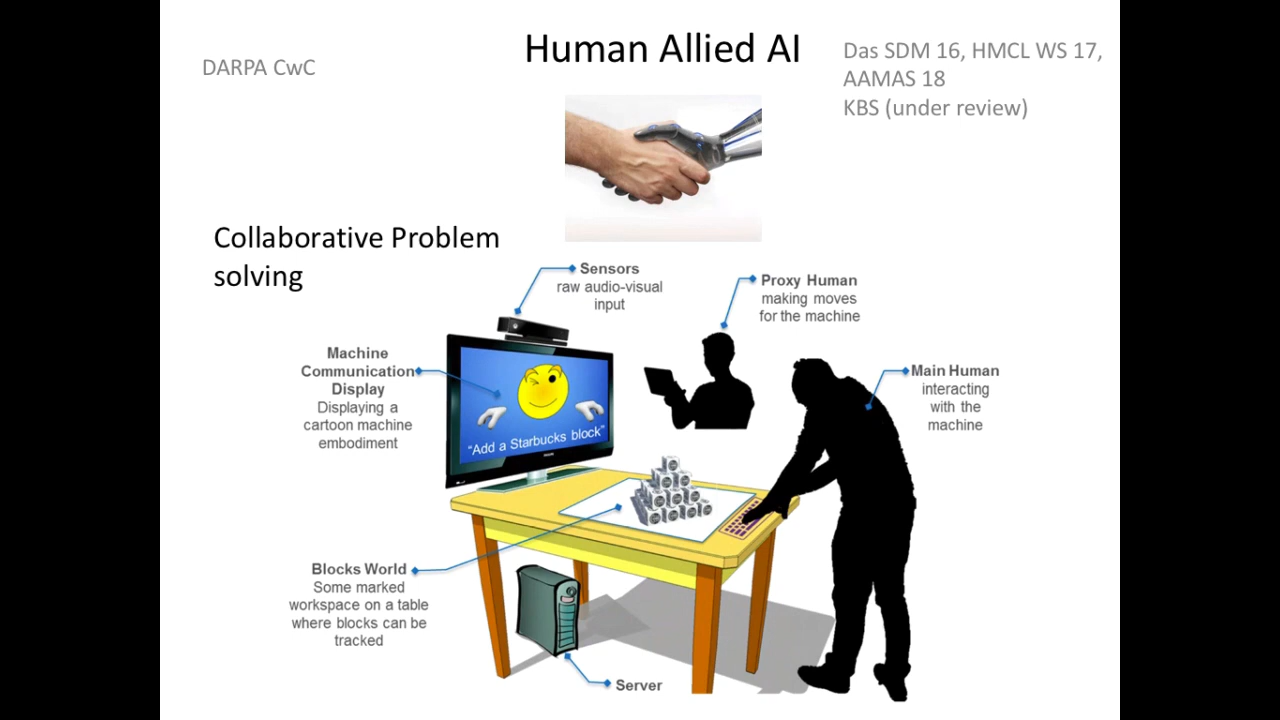 DARPA CwC
Human Allied AI
Das SDM 16, HMCL WS 17,
AAMAS 18
KBS (under review)
Collaborative Problem
solving
Sensors
raw audio-visual
input
Proxy Human
making moves
for the machine
Machine
Communication
Display
Displaying a
cartoon machine
embodiment
"Add a Starbucks block"
Main Human
interacting
with the
machine
Blocks World
Some marked
workspace on a table
where blocks can be
tracked
Server